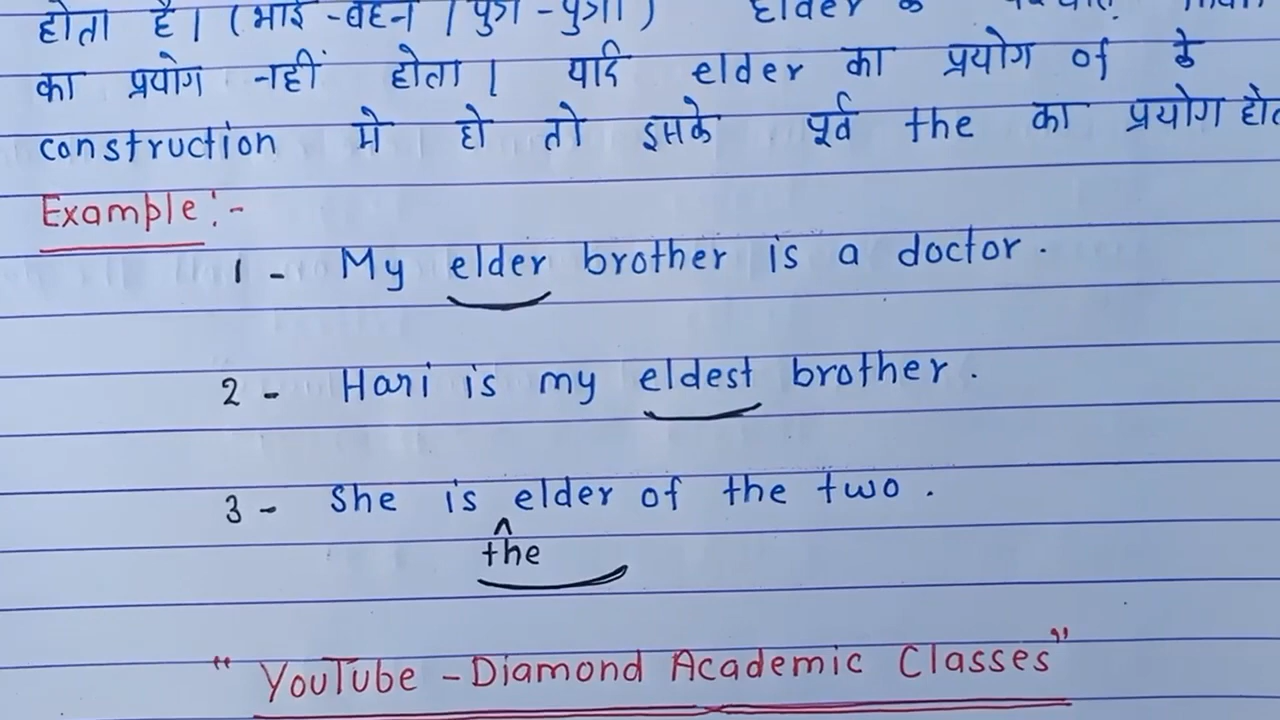 होता है। (भाई-बहन । पुत्र-पुत्री) Elder के
का प्रयोग नहीं होता। यदि elder का प्रयोग of के
construction मे हो तो इसके पूर्व the का प्रयोग
Example:-
1 - My elder brother is a doctor.
2 - Hari is my eldest brother.
3 - She is elder of the two.
^
the
" YouTube - Diamond Academic Classes "